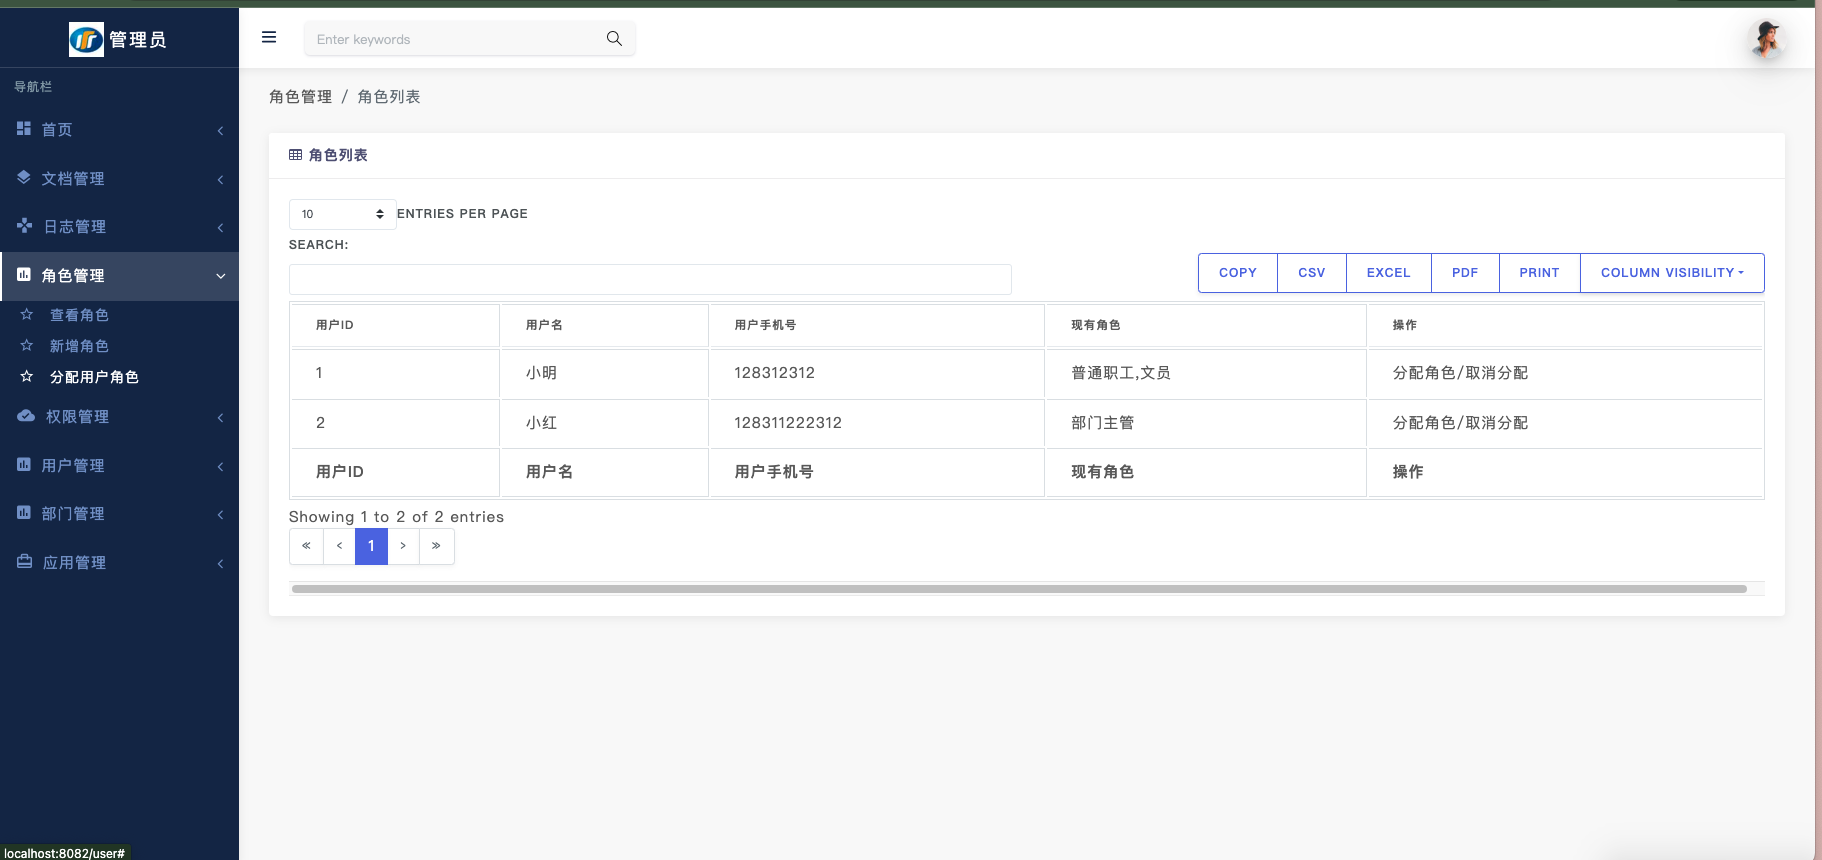 管理员
Enter keywords
导航栏
首页
文档管理
日志管理
角色管理
查看角色
新增角色
分配用户角色
权限管理
用户管理
部门管理
应用管理
角色管理 / 角色列表
角色列表
10 ENTRIES PER PAGE
SEARCH:
COPY CSV EXCEL PDF PRINT COLUMN VISIBILITY
用户ID 用户名 用户手机号 现有角色 操作
1 小明 128312312 普通职工,文员 分配角色/取消分配
2 小红 128311222312 部门主管 分配角色/取消分配
用户ID 用户名 用户手机号 现有角色 操作
Showing 1 to 2 of 2 entries
« ‹ 1 › »
localhost:8082/user#